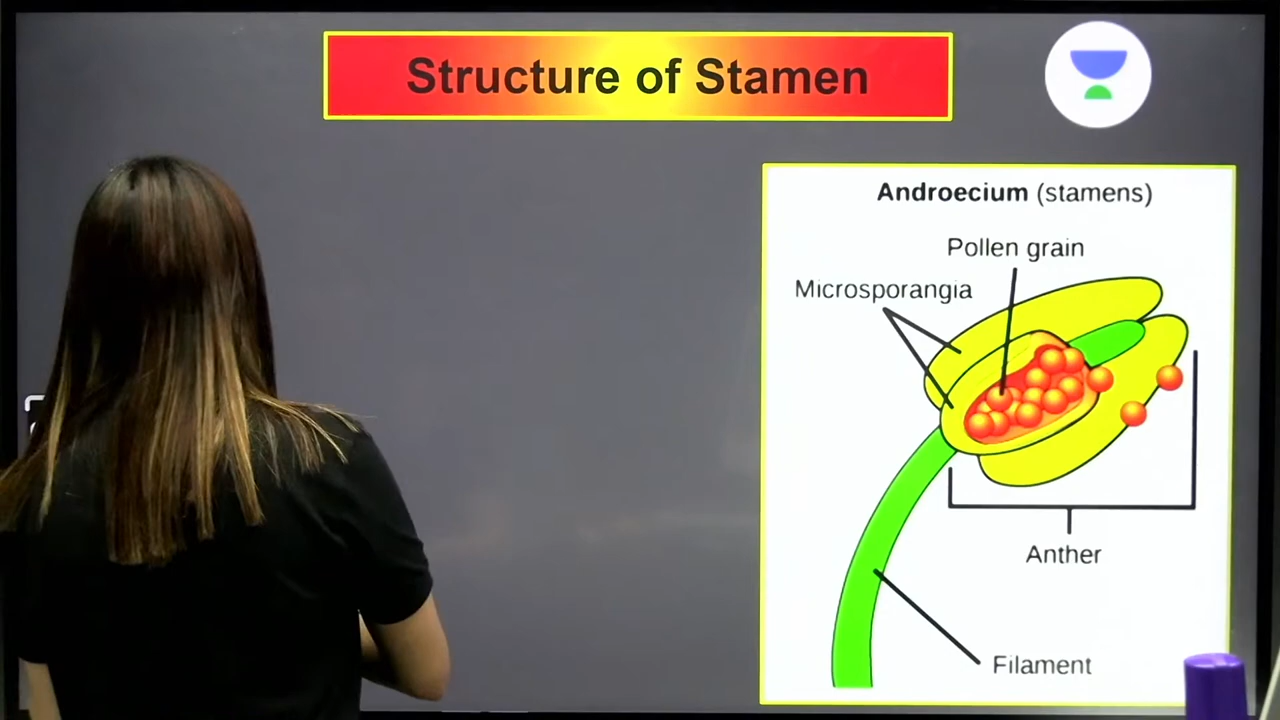 Structure of Stamen
Androecium (stamens)
Pollen grain
Microsporangia
Anther
Filament